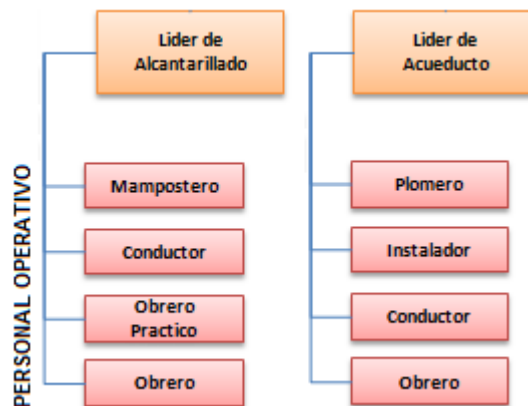 Lider de
Alcantarillado
Lider de
Acueducto
PERSONAL OPERATIVO
Mampostero
Plomero
Conductor
Instalador
Obrero
Practico
Conductor
Obrero
Obrero